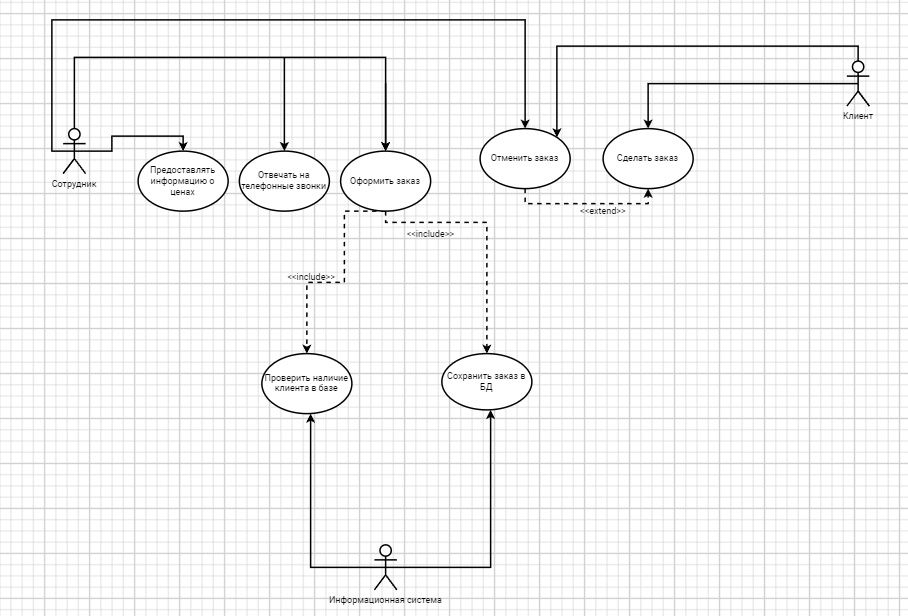 Клиент
Сотрудник
Предоставлять
информацию о
ценах
Отвечать на
телефонные звонки
Оформить заказ
Отменить заказ
Сделать заказ
<<extend>>
<<include>>
<<include>>
Проверить наличие
клиента в базе
Сохранить заказ в
БД
Информационная система